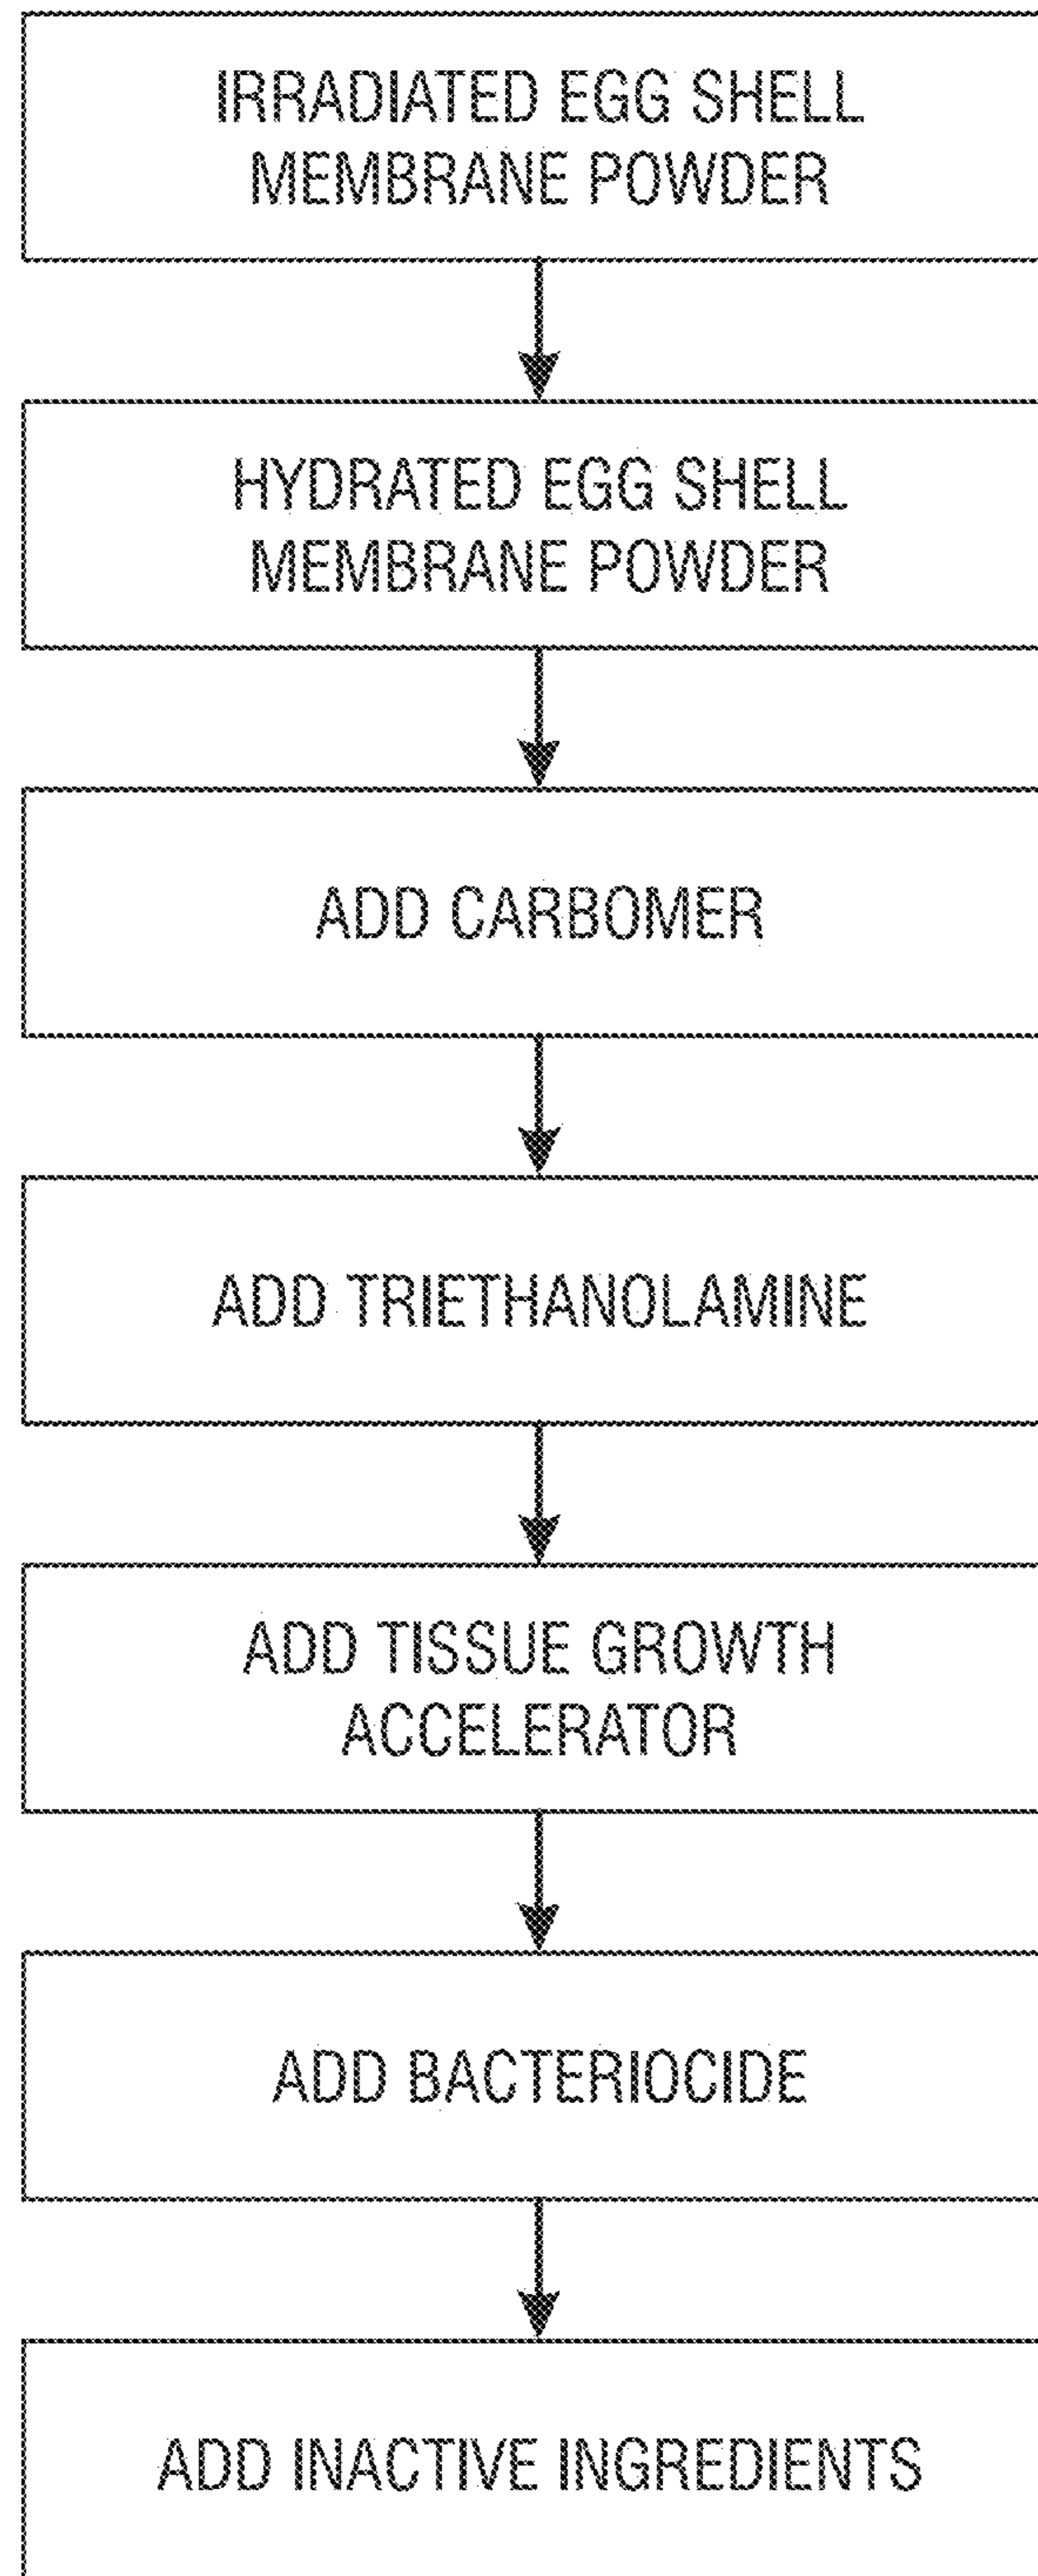 IRRADIATED EGG SHELL
MEMBRANE POWDER
HYDRATED EGG SHELL
MEMBRANE POWDER
ADD CARBOMER
ADD TRIETHANOLAMINE
ADD TISSUE GROWTH
ACCELERATOR
ADD BACTERIOCIDE
ADD INACTIVE INGREDIENTS